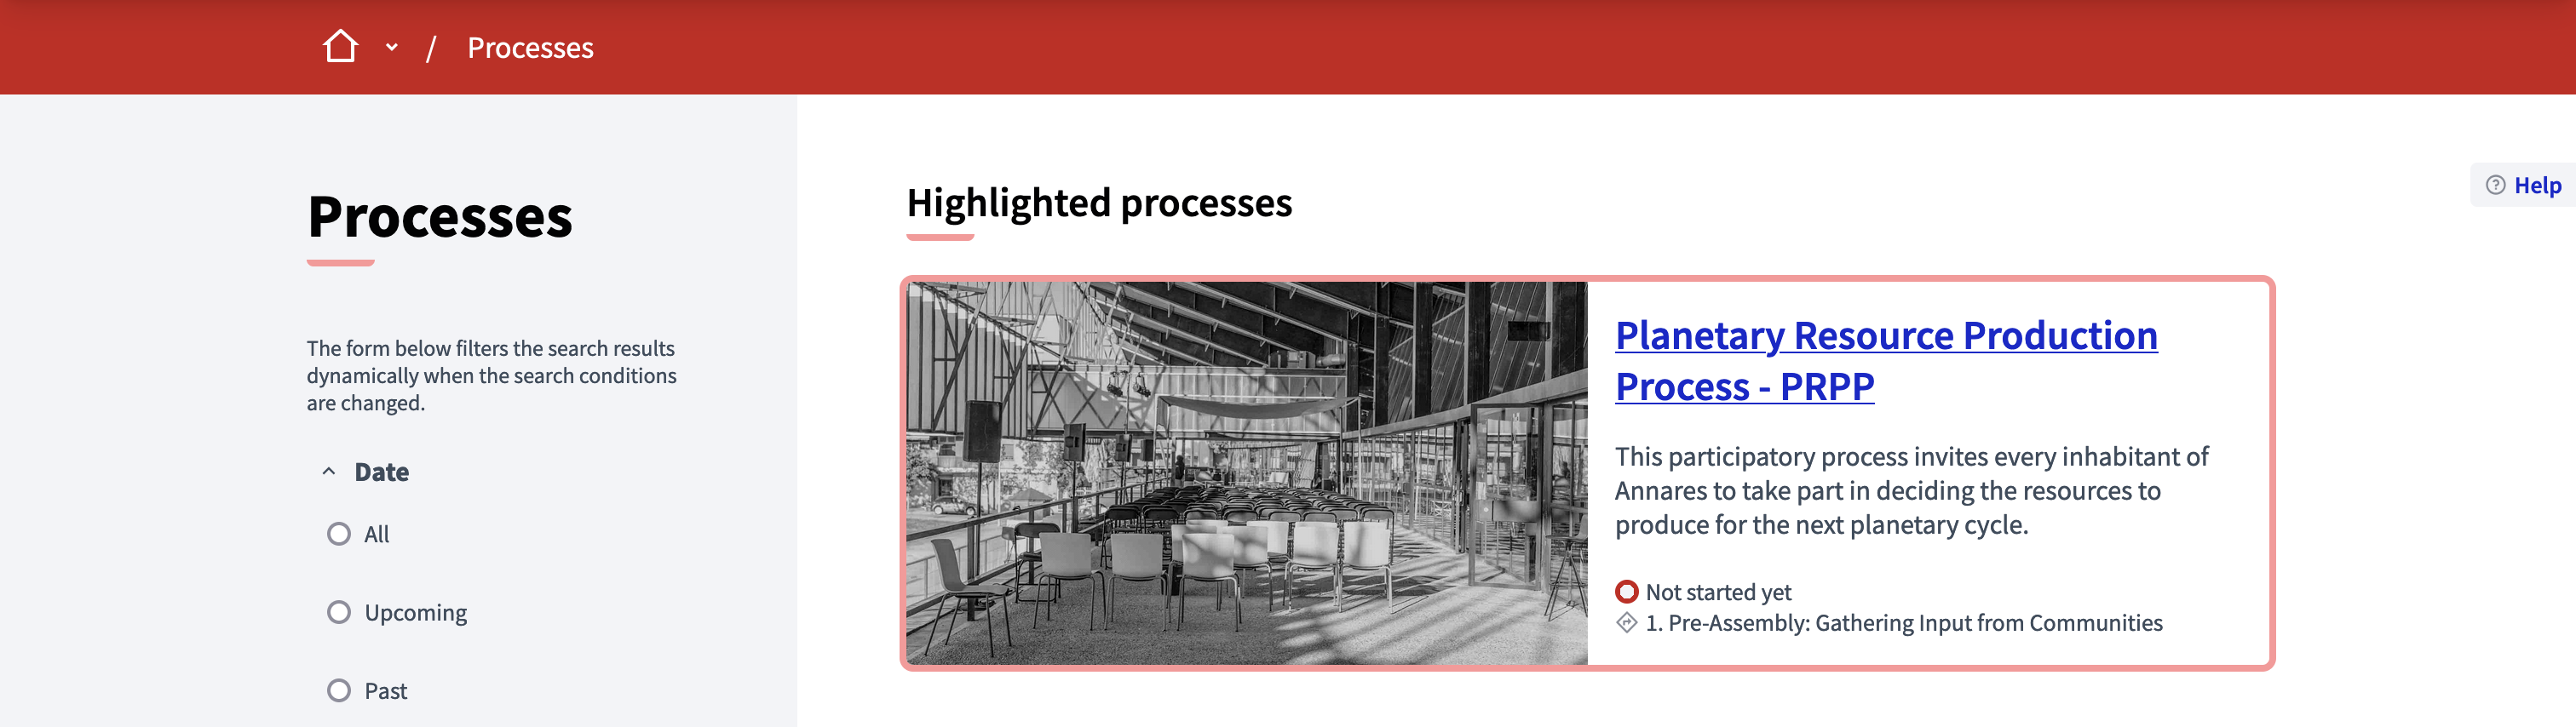 / Processes
Processes
The form below filters the search results
dynamically when the search conditions
are changed.
Date
All
Upcoming
Past
Highlighted processes
Help
Planetary Resource Production
Process - PRPP
This participatory process invites every inhabitant of
Annares to take part in deciding the resources to
produce for the next planetary cycle.
Not started yet
1. Pre-Assembly: Gathering Input from Communities